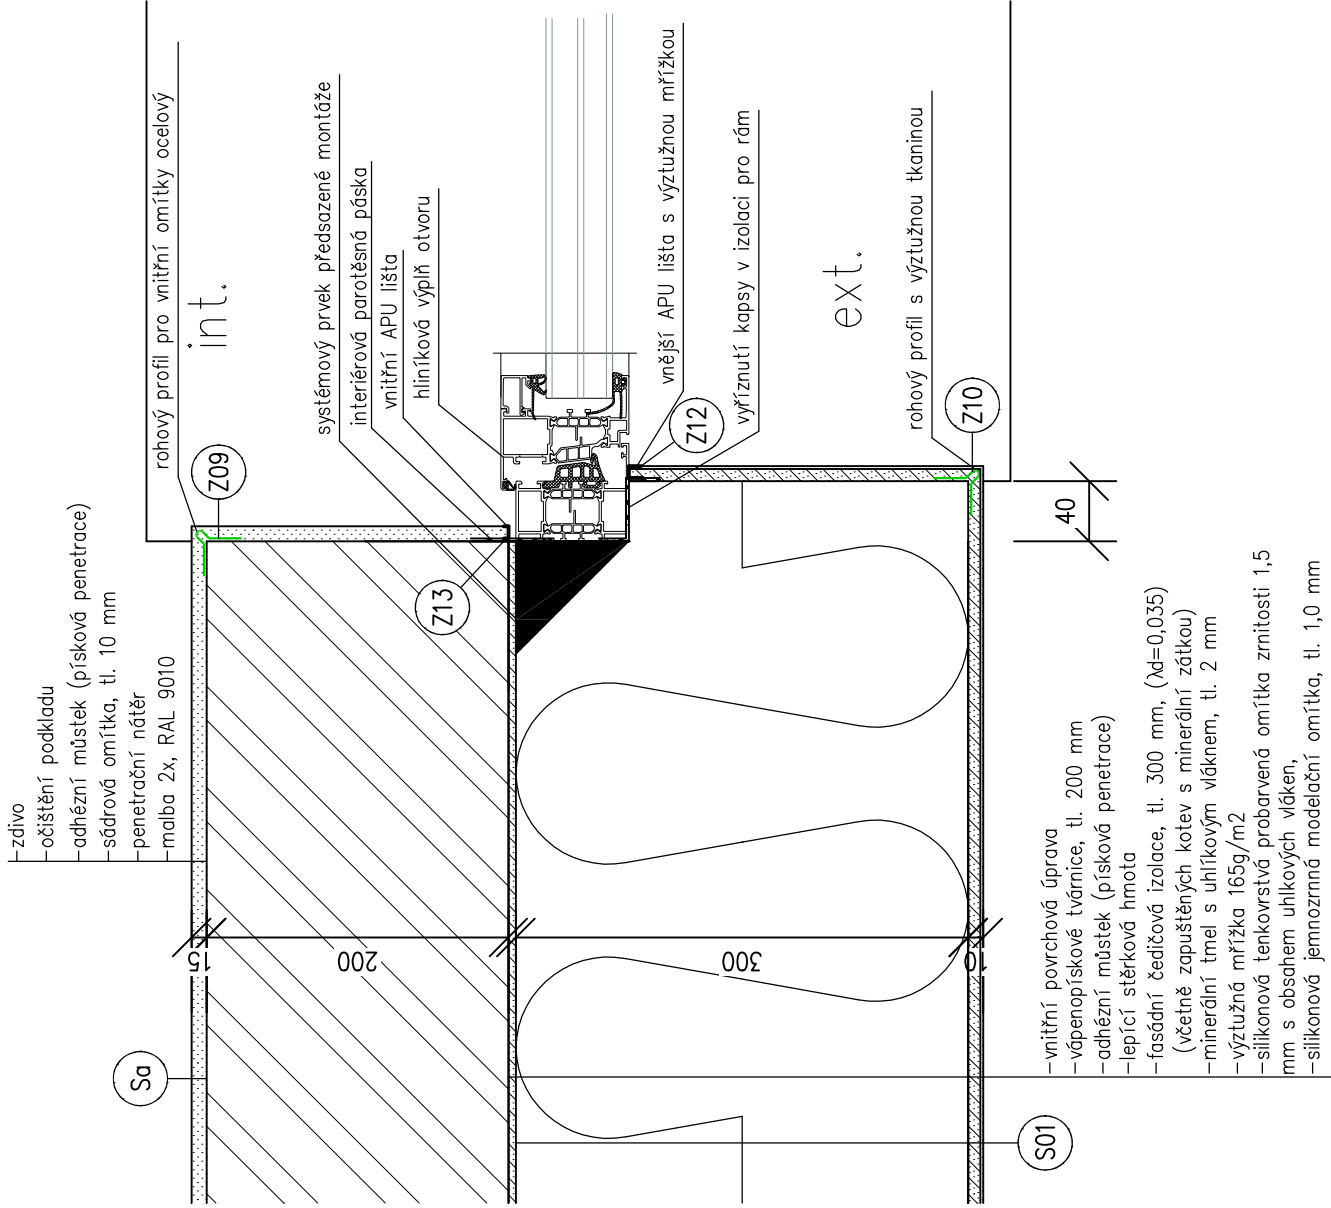 -zdivo
-očištění podkladu
-adhézní můstek (písková penetrace)
-sádrová omítka, tl. 10 mm
-penetrační nátěr
-malba 2x, RAL 9010
rohový profil pro vnitřní omítky ocelový
int.
systémový prvek předsazené montáže
interiérová parotěsná páska
vnitřní APU lišta
hliníková výplň otvoru
vnější APU lišta s výztužnou mřížkou
vyříznutí kapsy v izolaci pro rám
ext.
rohový profil s výztužnou tkaninou
Z09
Z13
Z12
Z10
Sa
S01
15
200
300
10
40
-vnitřní povrchová úprava
-vápenopískové tvárnice, tl. 200 mm
-adhézní můstek (písková penetrace)
-lepící stěrková hmota
-fasádní čedičová izolace, tl. 300 mm, (λd=0,035)
(včetně zapuštěných kotev s minerální zátkou)
-minerální tmel s uhlíkovým vláknem, tl. 2 mm
-výztužná mřížka 165g/m2
-silikonová tenkovrstvá probarvená omítka zrnitosti 1,5
mm s obsahem uhlkových vláken,
-silikonová jemnozrnná modelační omítka, tl. 1,0 mm